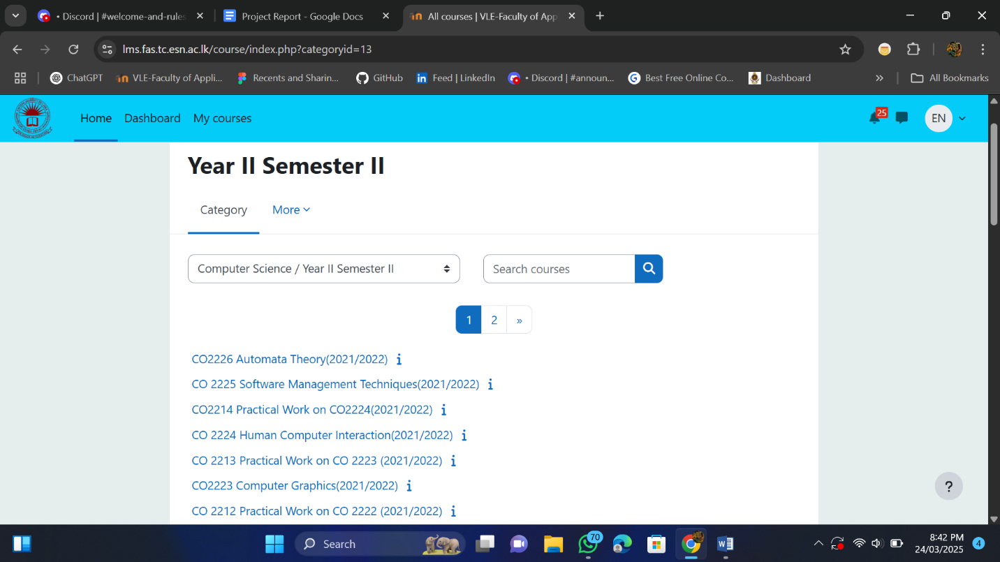 • Discord | #welcome-and-rules
Project Report - Google Docs
All courses | VLE-Faculty of App
lms.fas.tc.esn.ac.lk/course/index.php?categoryid=13
ChatGPT
VLE-Faculty of Appli...
Recents and Sharin...
GitHub
Feed | LinkedIn
• Discord | #announ...
Best Free Online Co...
Dashboard
»
All Bookmarks
Home
Dashboard
My courses
25
EN
Year II Semester II
Category
More
Computer Science / Year II Semester II
Search courses
1 2 »
CO2226 Automata Theory(2021/2022)
CO 2225 Software Management Techniques(2021/2022)
CO2214 Practical Work on CO2224(2021/2022)
CO 2224 Human Computer Interaction(2021/2022)
CO 2213 Practical Work on CO 2223 (2021/2022)
CO2223 Computer Graphics(2021/2022)
CO 2212 Practical Work on CO 2222 (2021/2022)
?
Search
70
8:42 PM
24/03/2025
4